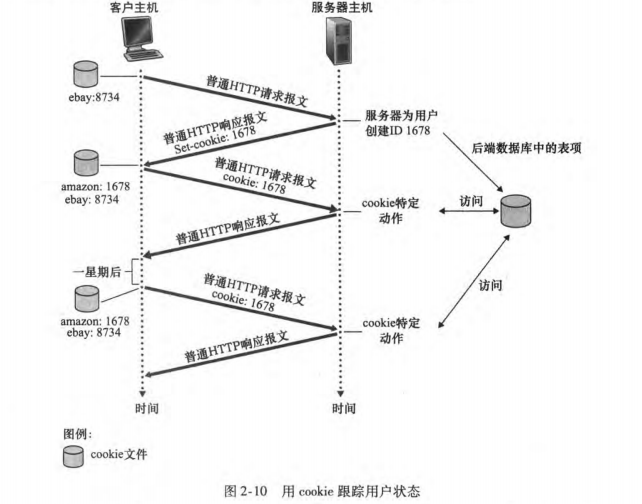 客户主机
服务器主机
ebay:8734
普通HTTP请求报文
服务器为用户
创建ID 1678
普通HTTP响应报文
Set-cookie: 1678
后端数据库中的表项
amazon: 1678
ebay: 8734
普通HTTP请求报文
cookie: 1678
cookie特定
动作
访问
普通HTTP响应报文
一星期后
访问
普通HTTP请求报文
cookie: 1678
amazon: 1678
ebay: 8734
cookie特定
动作
普通HTTP响应报文
时间
时间
图例:
cookie文件
图 2-10 用 cookie 跟踪用户状态